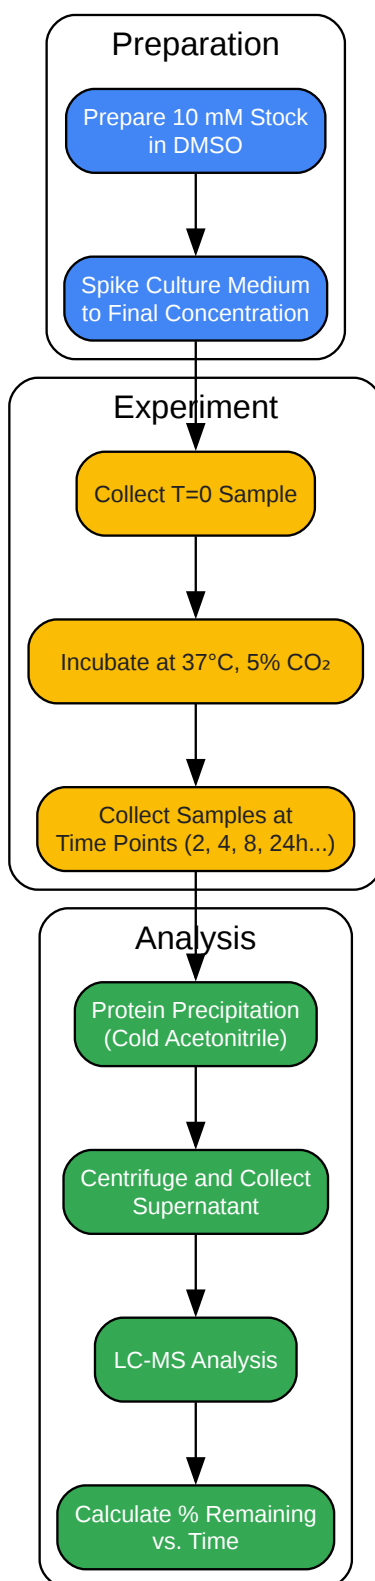 Preparation
Prepare 10 mM Stock
in DMSO
Spike Culture Medium
to Final Concentration
Experiment
Collect T=0 Sample
Incubate at 37°C, 5% CO₂
Collect Samples at
Time Points (2, 4, 8, 24h...)
Analysis
Protein Precipitation
(Cold Acetonitrile)
Centrifuge and Collect
Supernatant
LC-MS Analysis
Calculate % Remaining
vs. Time